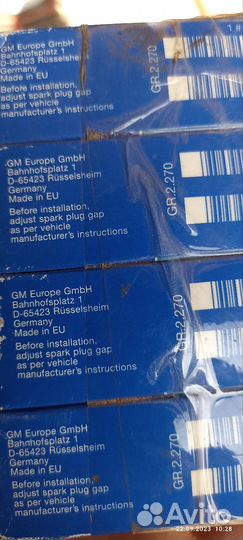 GM Europe GmbH
Bahnhofsplatz 1
D-65423 Rüsselsheim
Germany
Made in EU
Before installation,
adjust spark plug gap
as per vehicle
manufacturer's instructions
GR.2.270
1#
GM Europe GmbH
Bahnhofsplatz 1
D-65423 Rüsselsheim
Germany
Made in EU
Before installation,
adjust spark plug gap
as per vehicle
manufacturer's instructions
GR.2.270
GM Europe GmbH
Bahnhofsplatz 1
D-65423 Rüsselsheim
Germany
Made in EU
Before installation,
adjust spark plug gap
as per vehicle
manufacturer's instructions
GR.2.270
GM Europe GmbH
Bahnhofsplatz 1
D-65423 Rüsselsheim
Germany
Made in EU
Before installation,
adjust spark plug gap
as per vehicle
manufacturer's instructions
GR.2.270
Avito
22.09.2023 10:28